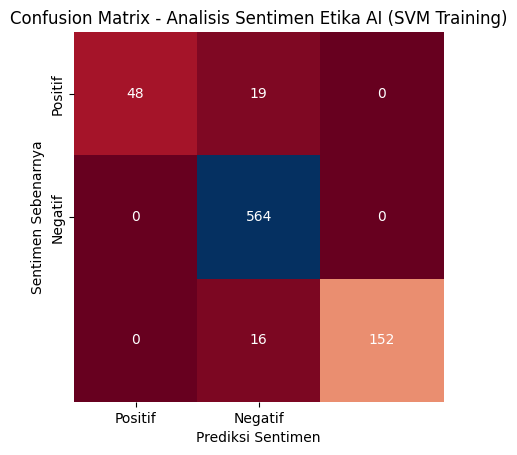 Confusion Matrix - Analisis Sentimen Etika AI (SVM Training)
Sentimen Sebenarnya
Positif
48 19 0
Negatif
0 564 0
0 16 152
Positif Negatif
Prediksi Sentimen